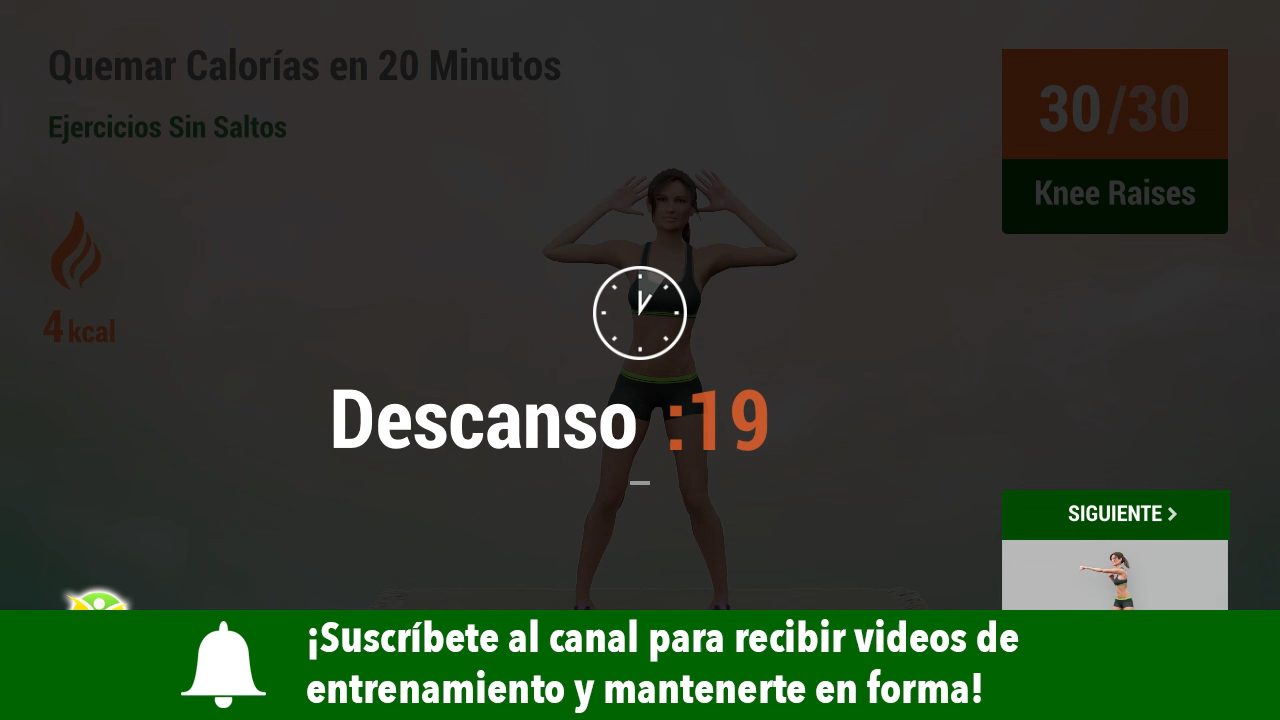 Quemar Calorías en 20 Minutos
Ejercicios Sin Saltos
30/30
Knee Raises
4 kcal
Descanso :19
SIGUIENTE >
¡Suscríbete al canal para recibir videos de
entrenamiento y mantenerte en forma!